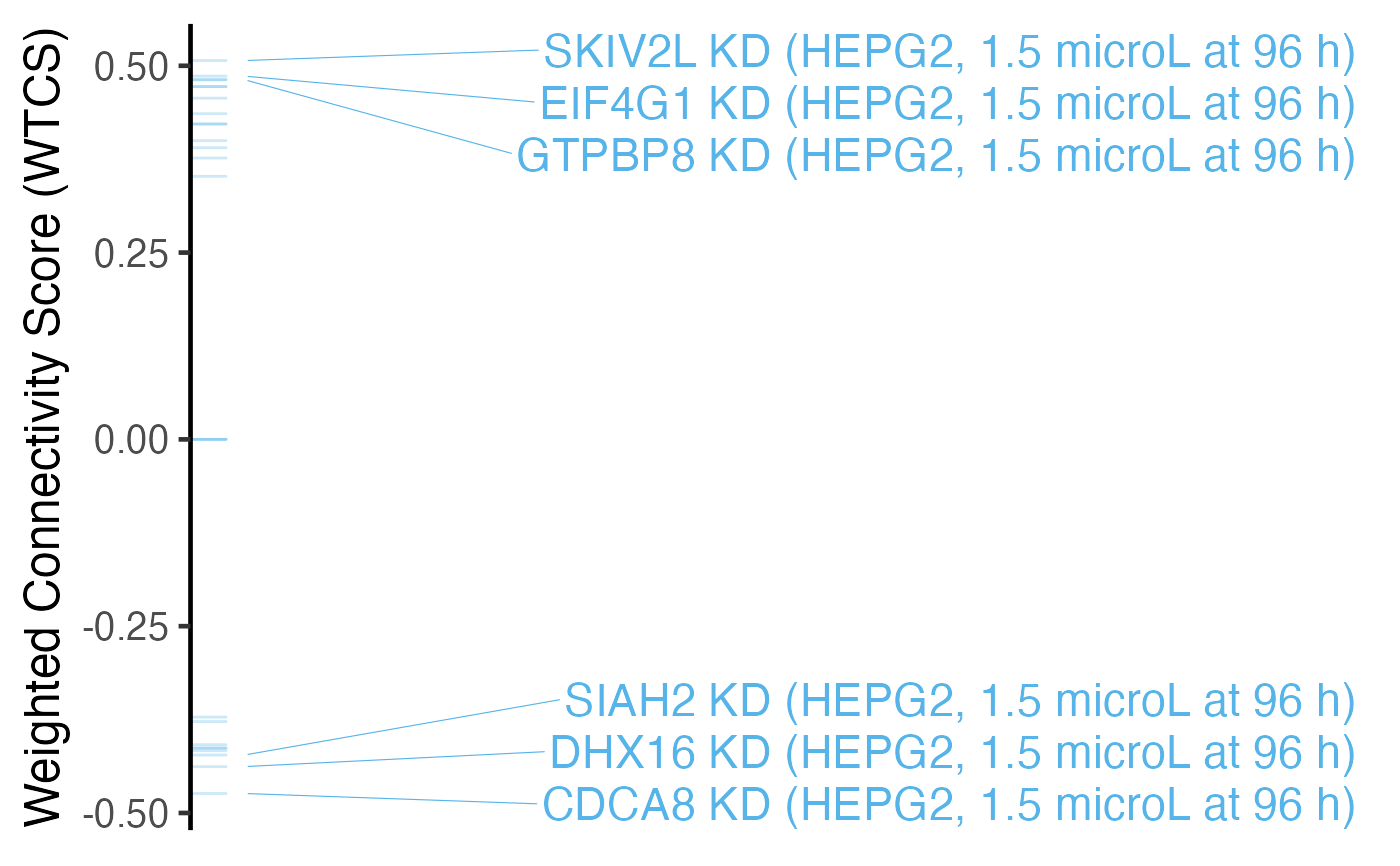 Weighted Connectivity Score (WTCS)
0.50
0.25
0.00
-0.25
-0.50
SKIV2L KD (HEPG2, 1.5 microL at 96 h)
EIF4G1 KD (HEPG2, 1.5 microL at 96 h)
GTPBP8 KD (HEPG2, 1.5 microL at 96 h)
SIAH2 KD (HEPG2, 1.5 microL at 96 h)
DHX16 KD (HEPG2, 1.5 microL at 96 h)
CDCA8 KD (HEPG2, 1.5 microL at 96 h)